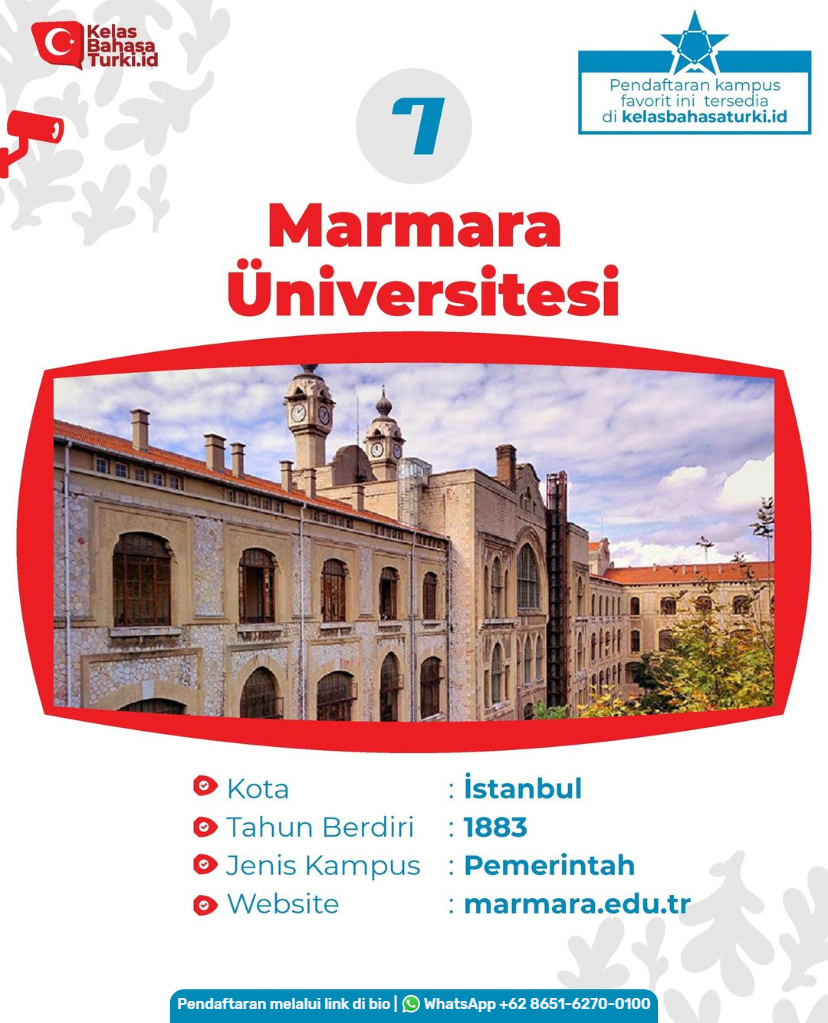 Kelas
Bahasa
Turki.id
Pendaftaran kampus
favorit ini tersedia
di kelasbahasaturki.id
7
Marmara
Üniversitesi
Kota : İstanbul
Tahun Berdiri : 1883
Jenis Kampus : Pemerintah
Website : marmara.edu.tr
Pendaftaran melalui link di bio | WhatsApp +62 8651-6270-0100